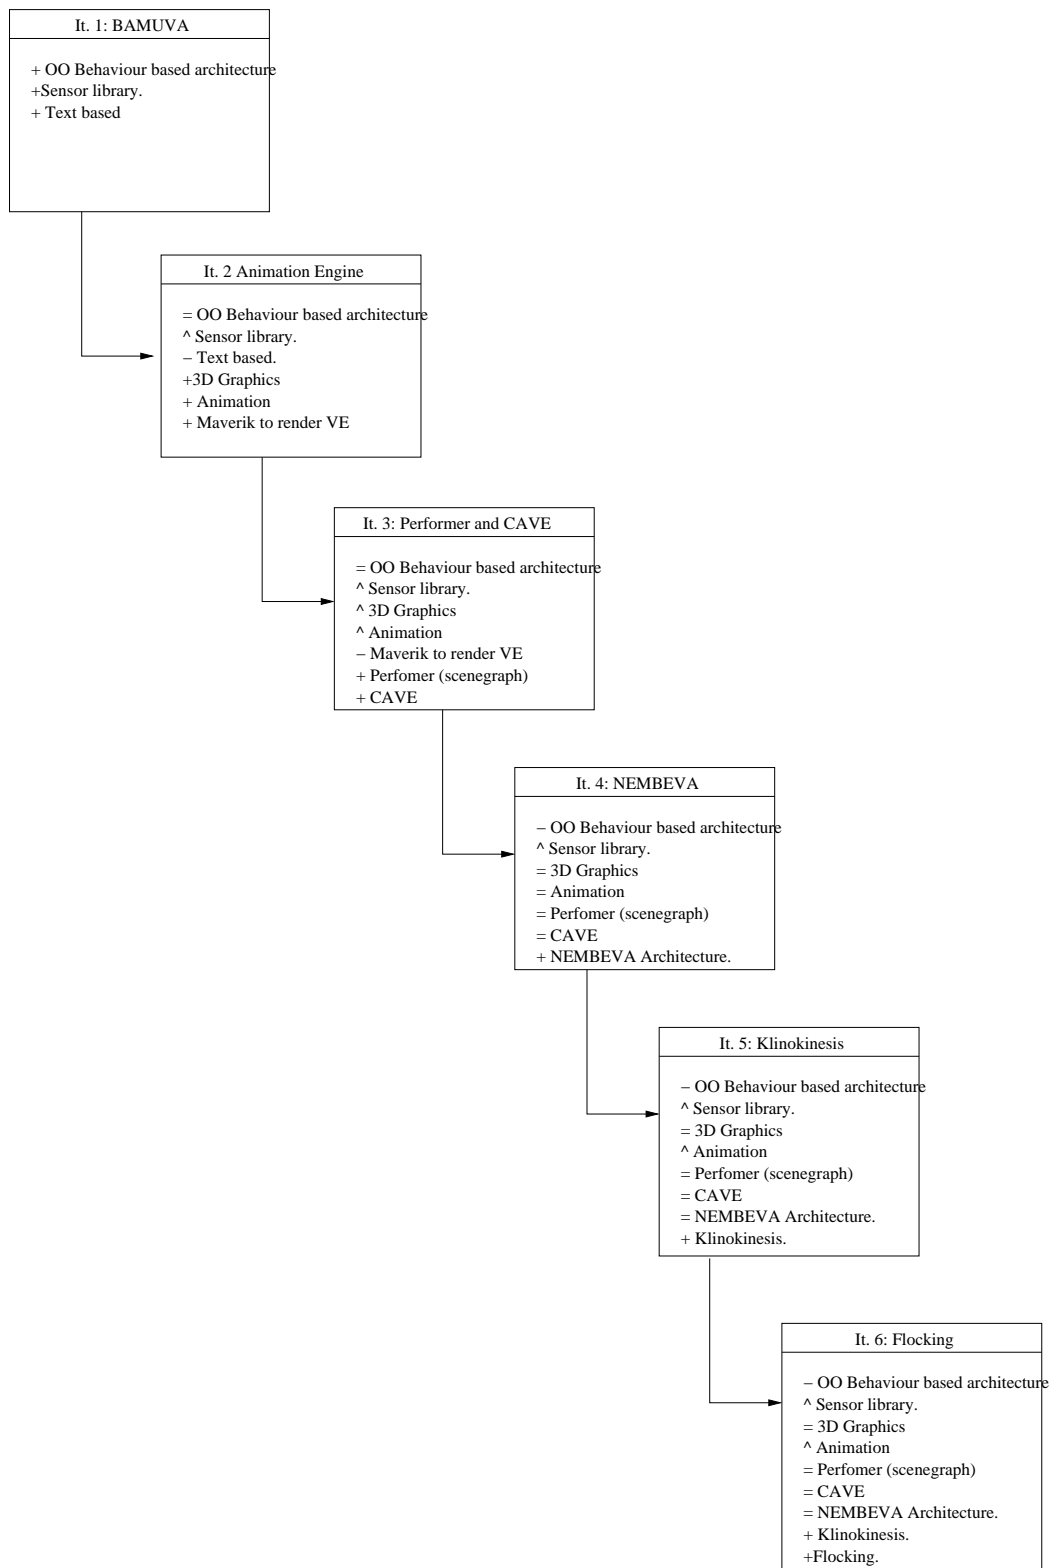 It. 1: BAMUVA
+ OO Behaviour based architecture
+Sensor library.
+ Text based
It. 2 Animation Engine
= OO Behaviour based architecture
^ Sensor library.
− Text based.
+3D Graphics
+ Animation
+ Maverik to render VE
It. 3: Performer and CAVE
= OO Behaviour based architecture
^ Sensor library.
^ 3D Graphics
^ Animation
− Maverik to render VE
+ Perfomer (scenegraph)
+ CAVE
It. 4: NEMBEVA
− OO Behaviour based architecture
^ Sensor library.
= 3D Graphics
= Animation
= Perfomer (scenegraph)
= CAVE
+ NEMBEVA Architecture.
It. 5: Klinokinesis
− OO Behaviour based architecture
^ Sensor library.
= 3D Graphics
^ Animation
= Perfomer (scenegraph)
= CAVE
= NEMBEVA Architecture.
+ Klinokinesis.
It. 6: Flocking
− OO Behaviour based architecture
^ Sensor library.
= 3D Graphics
^ Animation
= Perfomer (scenegraph)
= CAVE
= NEMBEVA Architecture.
+ Klinokinesis.
+Flocking.